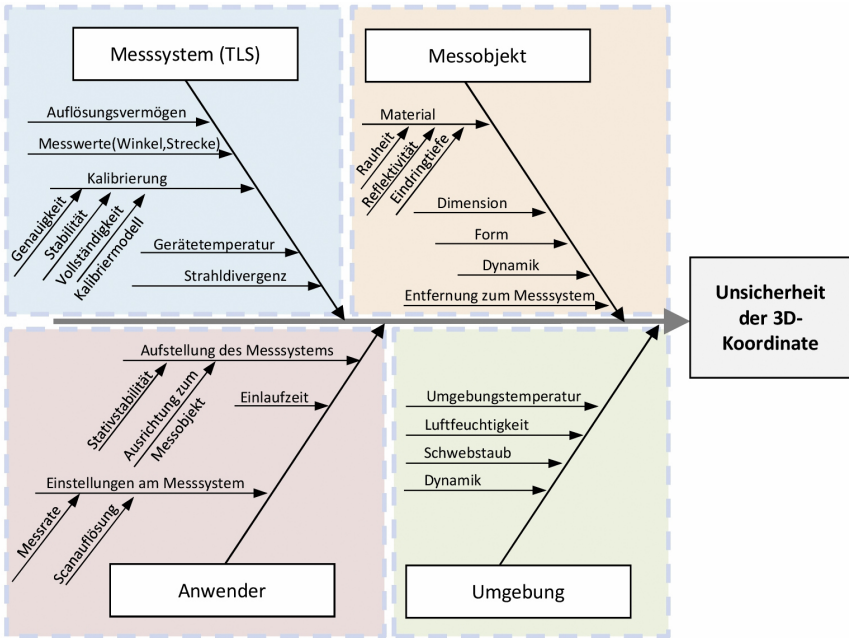 Messsystem (TLS)
Auflösungsvermögen
Messwerte(Winkel,Strecke)
Kalibrierung
Genauigkeit
Stabilität
Vollständigkeit
Kalibriermodell
Gerätetemperatur
Strahldivergenz
Messobjekt
Material
Rauheit
Reflektivität
Eindringtiefe
Dimension
Form
Dynamik
Entfernung zum Messsystem
Unsicherheit
der 3D-
Koordinate
Aufstellung des Messsystems
Stativstabilität
Ausrichtung zum
Messobjekt
Einlaufzeit
Einstellungen am Messsystem
Messrate
Scanauflösung
Anwender
Umgebungstemperatur
Luftfeuchtigkeit
Schwebstaub
Dynamik
Umgebung